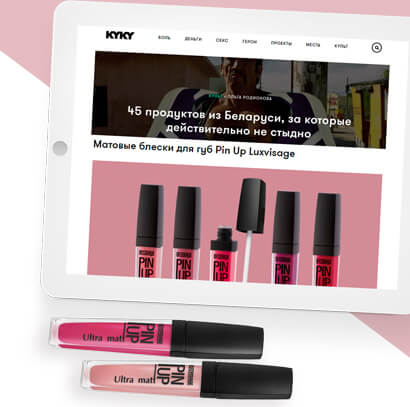 KYKY
БОЛЬ ДЕНЬГИ СЕКС ГЕРОИ ПРОЕКТЫ МЕСТА КУЛЬТ
КУЛЬТ · ОЛЬГА РОДИОНОВА
45 продуктов из Беларуси, за которые
действительно не стыдно
Матовые блески для губ Pin Up Luxvisage
PIN UP
PIN UP
PIN UP
PIN UP
PIN UP
Ultra matt
PIN UP
Ultra matt
PIN UP